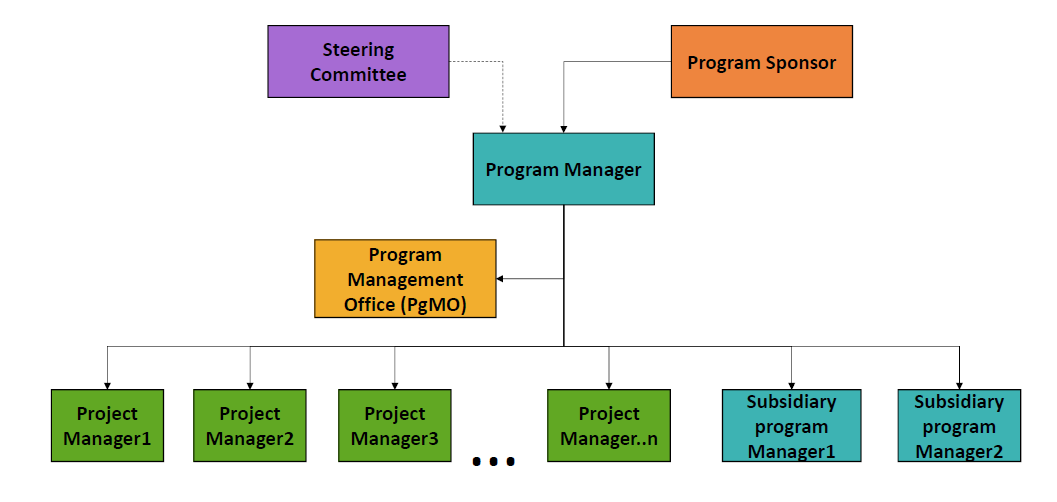 Steering
Committee
Program Sponsor
Program Manager
Program
Management
Office (PgMO)
Project
Manager1
Project
Manager2
Project
Manager3
...
Project
Manager..n
Subsidiary
program
Manager1
Subsidiary
program
Manager2